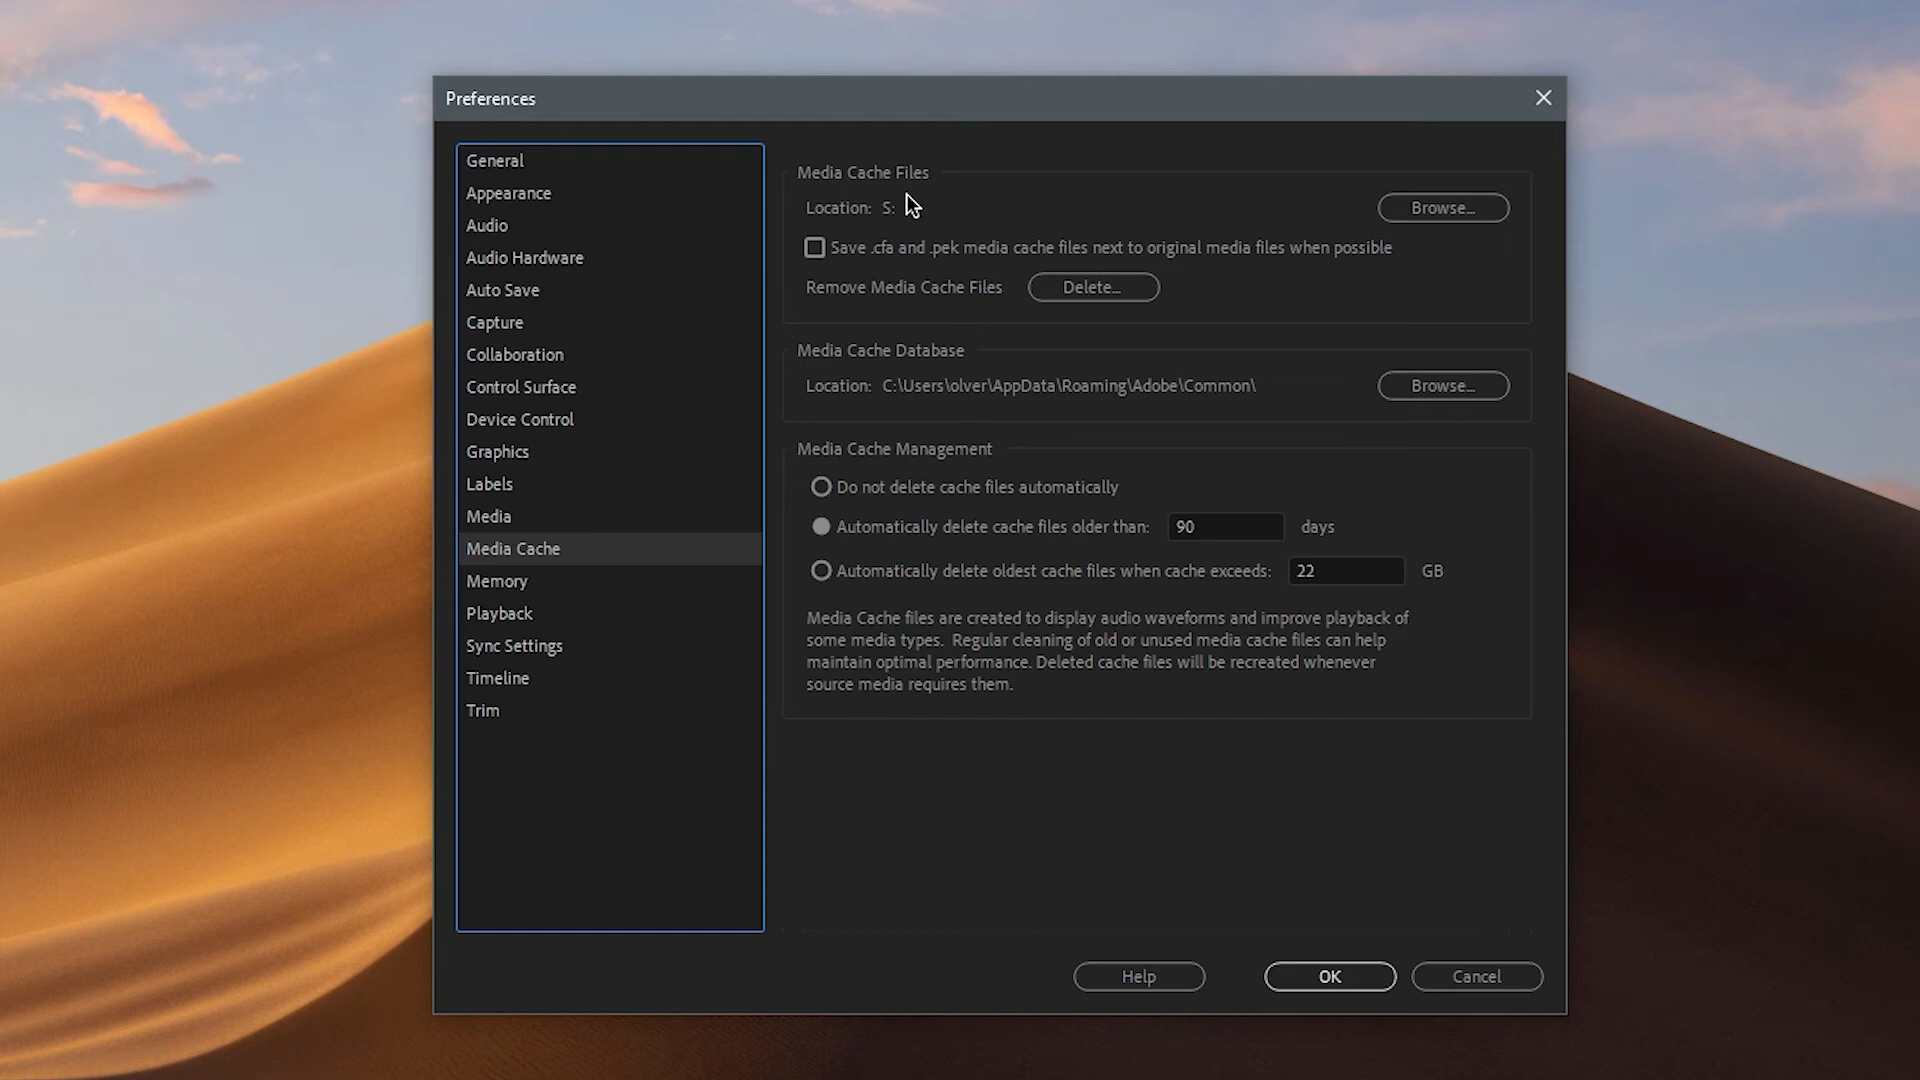 Preferences
General
Appearance
Audio
Audio Hardware
Auto Save
Capture
Collaboration
Control Surface
Device Control
Graphics
Labels
Media
Media Cache
Memory
Playback
Sync Settings
Timeline
Trim
Media Cache Files
Location: S: Browse...
Save .cfa and .pek media cache files next to original media files when possible
Remove Media Cache Files Delete...
Media Cache Database
Location: C:\Users\olver\AppData\Roaming\Adobe\Common\ Browse...
Media Cache Management
Do not delete cache files automatically
Automatically delete cache files older than: 90 days
Automatically delete oldest cache files when cache exceeds: 22 GB
Media Cache files are created to display audio waveforms and improve playback of
some media types. Regular cleaning of old or unused media cache files can help
maintain optimal performance. Deleted cache files will be recreated whenever
source media requires them.
Help OK Cancel